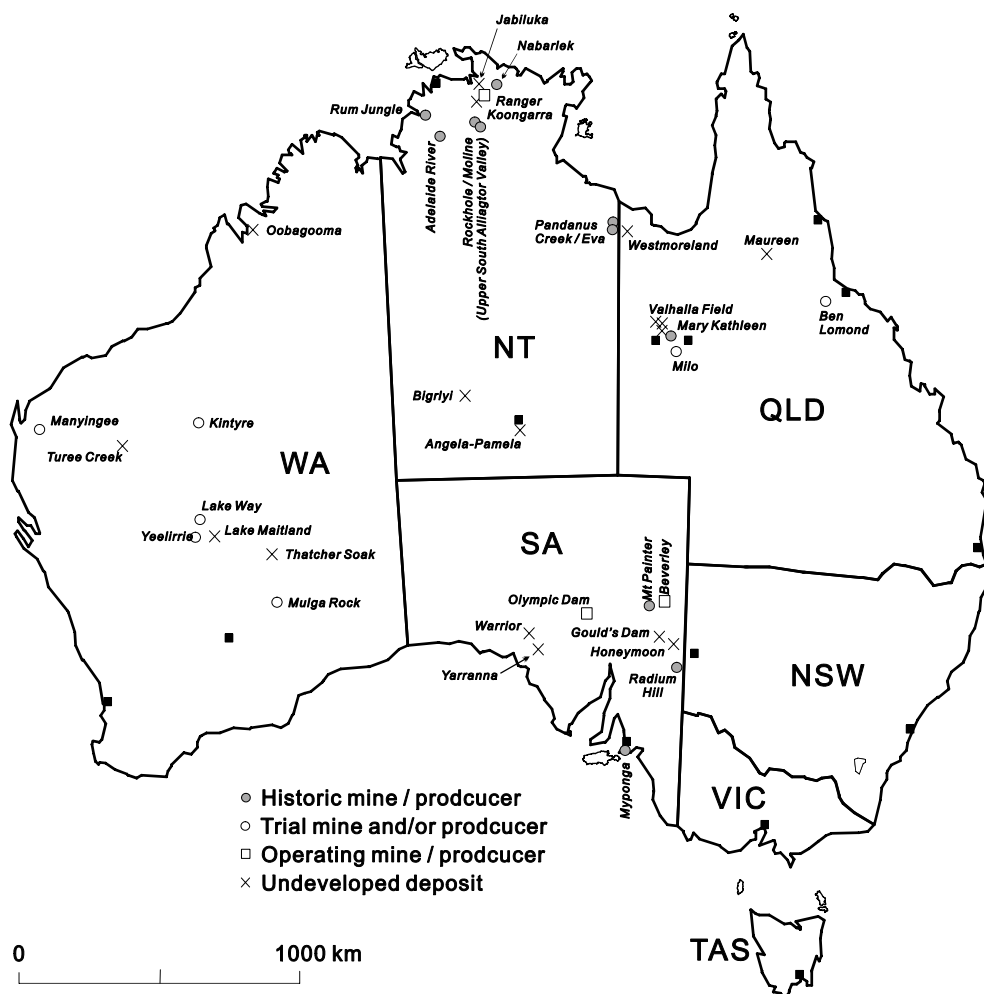 Jabiluka
Nabarlek
Rum Jungle
Ranger
Koongarra
Adelaide River
Rockhole / Moline
(Upper South Alliagtor Valley)
Oobagooma
Pandanus
Creek / Eva
Westmoreland
Maureen
Valhalla Field
Mary Kathleen
Ben
Lomond
Milo
NT
Bigrlyi
QLD
Manyingee
Kintyre
Angela-Pamela
Turee Creek
WA
Lake Way
Yeelirrie
Lake Maitland
Thatcher Soak
SA
Mt Painter
Beverley
Mulga Rock
Olympic Dam
Warrior
Gould's Dam
Honeymoon
Yarranna
Radium
Hill
NSW
Myponga
VIC
Historic mine / prodcucer
Trial mine and/or prodcucer
Operating mine / prodcucer
Undeveloped deposit
TAS
0
1000 km